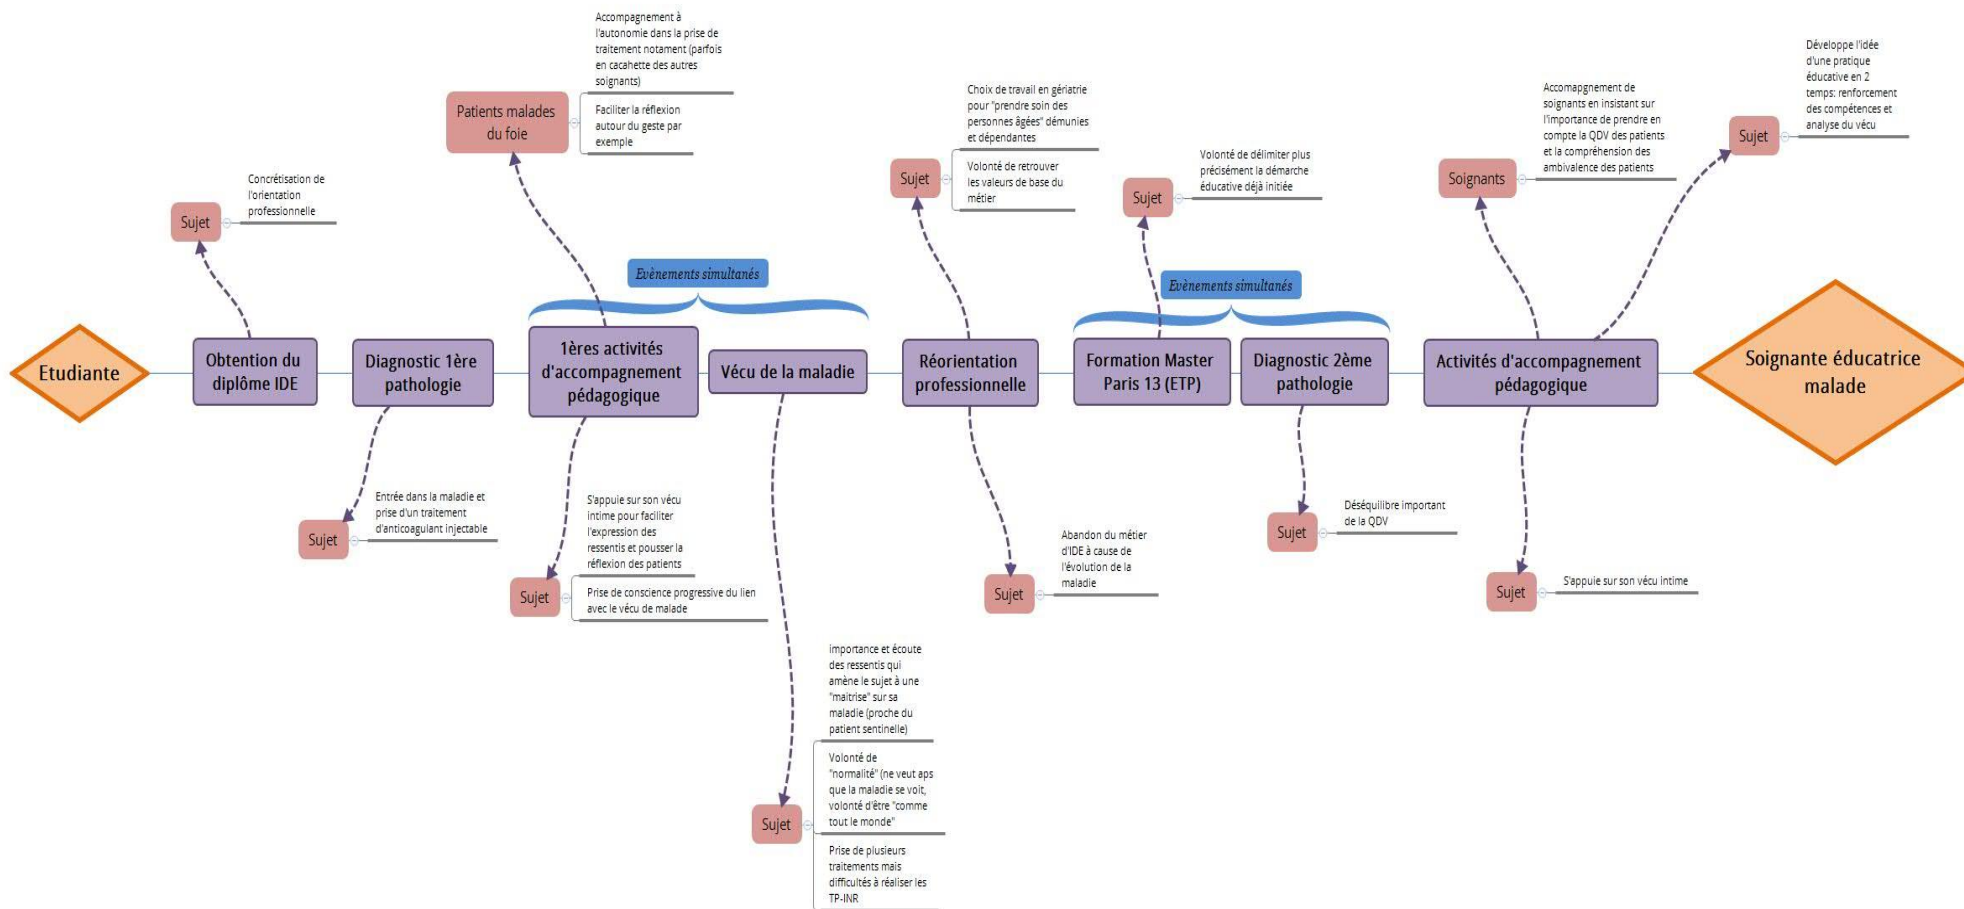 Accompagnement à
l'autonomie dans la prise de
traitement notament (parfois
en cacahette des autres
soignants)
Patients malades
du foie
Faciliter la réflexion
autour du geste par
exemple
Choix de travail en gériatrie
pour "prendre soin des
personnes âgées" démunies
et dépendantes
Sujet
Volonté de retrouver
les valeurs de base du
métier
Volonté de délimiter plus
précisément la démarche
éducative déjà initiée
Sujet
Accomapgnement de
soignants en insistant sur
l'importance de prendre en
compte la QDV des patients
et la compréhension des
ambivalence des patients
Soignants
Développe l'idée
d'une pratique
éducative en 2
temps: renforcement
des compétences et
analyse du vécu
Sujet
Concrétisation de
l'orientation
professionnelle
Sujet
Evènements simultanés
Evènements simultanés
Etudiante
Obtention du
diplôme IDE
Diagnostic 1ère
pathologie
1ères activités
d'accompagnement
pédagogique
Vécu de la maladie
Réorientation
professionnelle
Formation Master
Paris 13 (ETP)
Diagnostic 2ème
pathologie
Activités d'accompagnement
pédagogique
Soignante éducatrice
malade
Entrée dans la maladie et
prise d'un traitement
d'anticoagulant injectable
Sujet
S'appuie sur son vécu
intime pour faciliter
l'expression des
ressentis et pousser la
réflexion des patients
Sujet
Prise de conscience progressive du lien
avec le vécu de malade
Abandon du métier
d'IDE à cause de
l'évolution de la
maladie
Sujet
Déséquilibre important
de la QDV
Sujet
S'appuie sur son vécu intime
Sujet
importance et écoute
des ressentis qui
amène le sujet à une
"maitrise" sur sa
maladie (proche du
patient sentinelle)
Volonté de
"normalité" (ne veut aps
que la maladie se voit,
volonté d'être "comme
tout le monde"
Sujet
Prise de plusieurs
traitements mais
difficultés à réaliser les
TP-INR